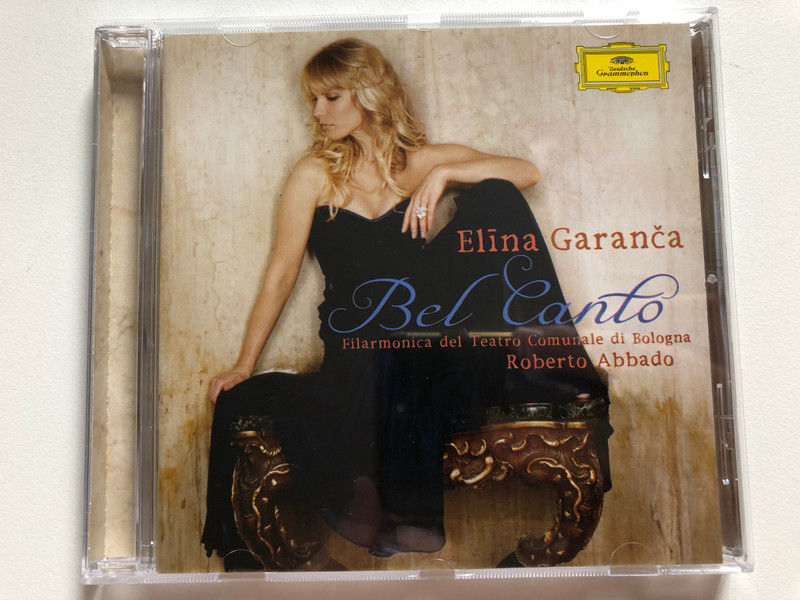 Deutsche
Grammophon
Elīna Garanča
Bel Canto
Filarmonica del Teatro Comunale di Bologna
Roberto Abbado